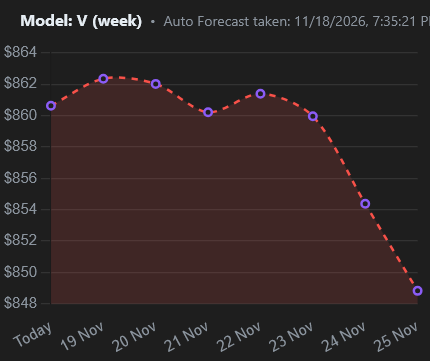 Model: V (week) • Auto Forecast taken: 11/18/2026, 7:35:21 P
$864
$862
$860
$858
$856
$854
$852
$850
$848
Today
19 Nov
20 Nov
21 Nov
22 Nov
23 Nov
24 Nov
25 Nov